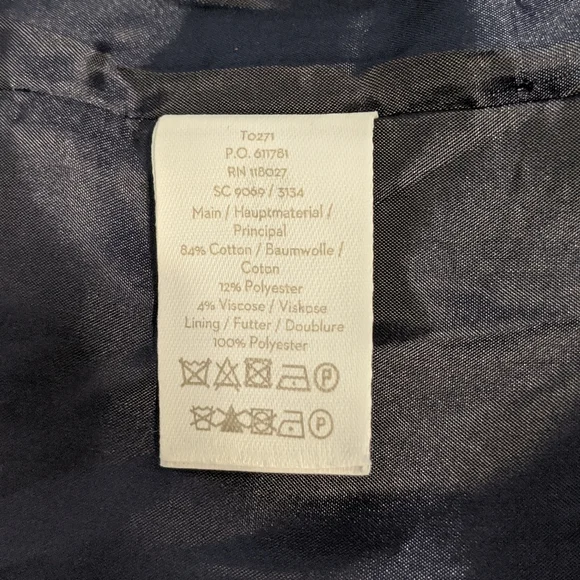 T0271
P.O. 611781
RN 118027
SC 9069 / 3134
Main / Hauptmaterial /
Principal
84% Cotton / Baumwolle /
Coton
12% Polyester
4% Viscose / Viskose
Lining / Futter / Doublure
100% Polyester
P
P